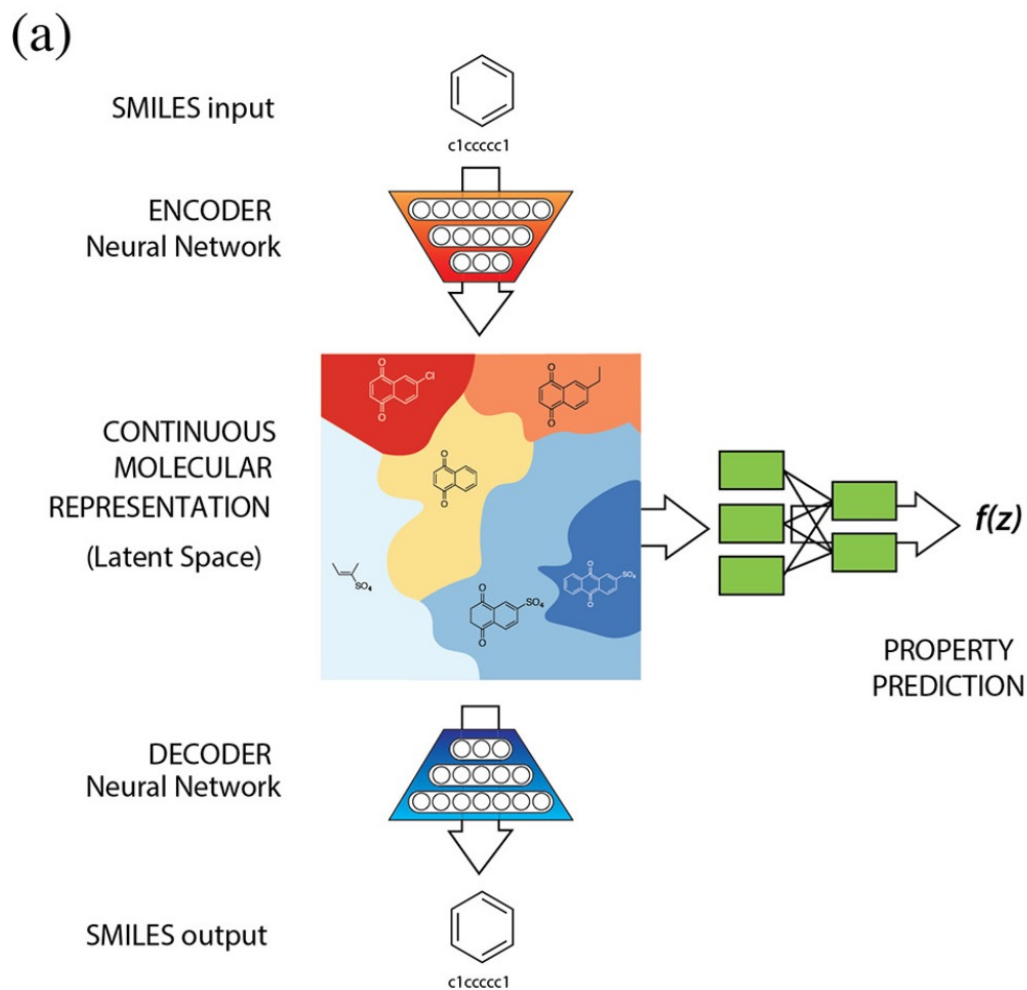 (a)
SMILES input
c1ccccc1
ENCODER
Neural Network
CONTINUOUS
MOLECULAR
REPRESENTATION
(Latent Space)
O
Cl
O
O
O
O
O
SO₄
O
SO₄
O
O
SO₄
O
f(z)
PROPERTY
PREDICTION
DECODER
Neural Network
SMILES output
c1ccccc1